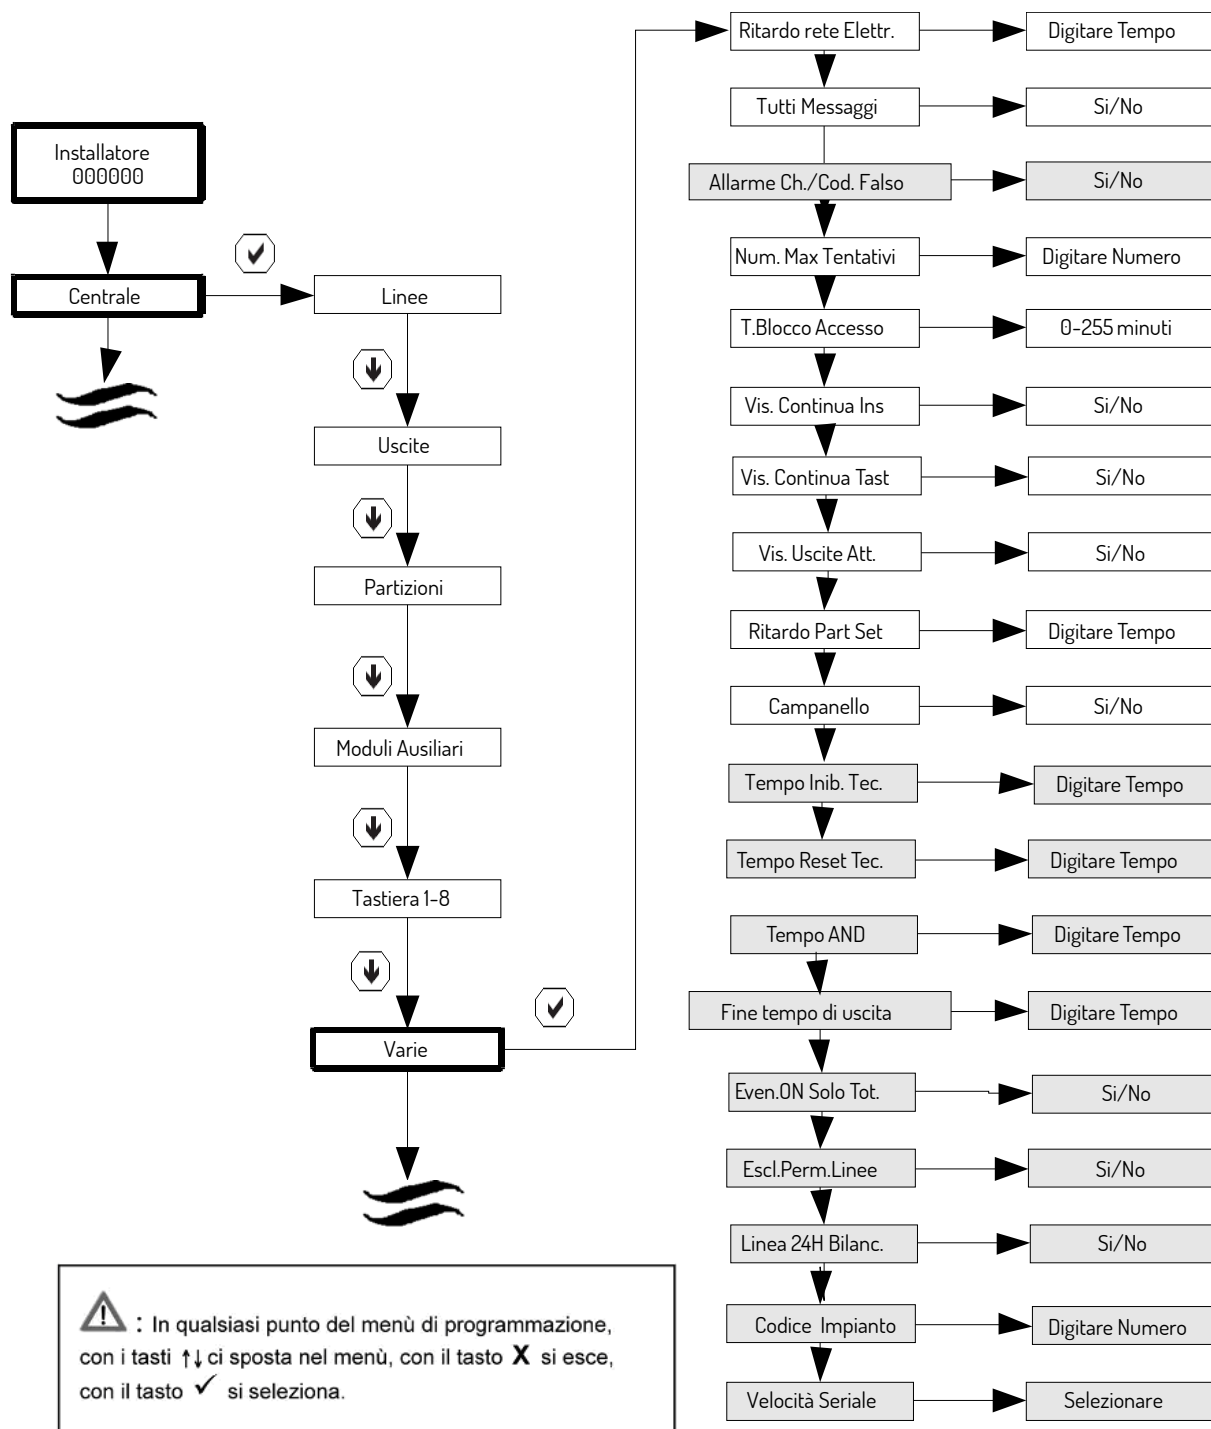 Installatore
000000
Centrale
Linee
Uscite
Partizioni
Moduli Ausiliari
Tastiera 1-8
Varie
Ritardo rete Elettr.
Digitare Tempo
Tutti Messaggi
Si/No
Allarme Ch./Cod. Falso
Si/No
Num. Max Tentativi
Digitare Numero
T.Blocco Accesso
0-255 minuti
Vis. Continua Ins
Si/No
Vis. Continua Tast
Si/No
Vis. Uscite Att.
Si/No
Ritardo Part Set
Digitare Tempo
Campanello
Si/No
Tempo Inib. Tec.
Digitare Tempo
Tempo Reset Tec.
Digitare Tempo
Tempo AND
Digitare Tempo
Fine tempo di uscita
Digitare Tempo
Even.ON Solo Tot.
Si/No
Escl.Perm.Linee
Si/No
Linea 24H Bilanc.
Si/No
Codice Impianto
Digitare Numero
Velocità Seriale
Selezionare
: In qualsiasi punto del menù di programmazione,
con i tasti ↑↓ ci sposta nel menù, con il tasto X si esce,
con il tasto ✓ si seleziona.